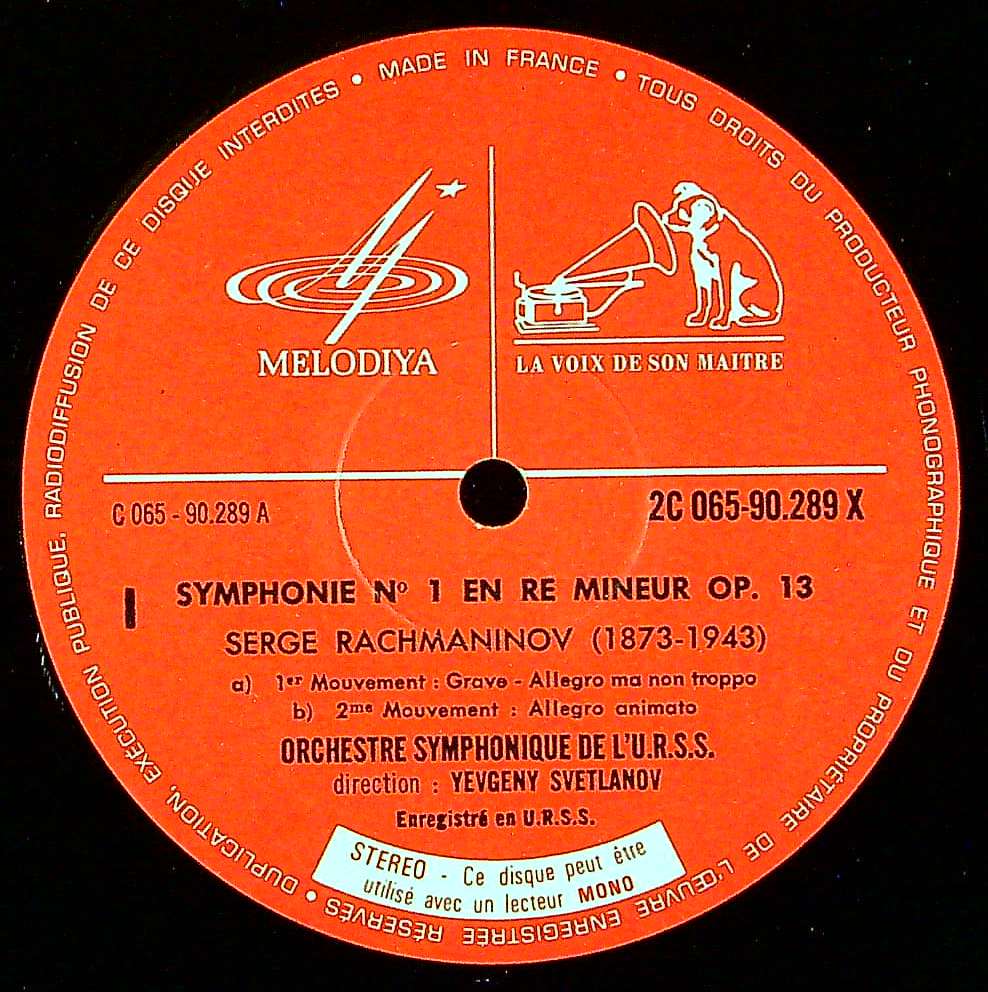 • MADE IN FRANCE • TOUS DROITS DU PRODUCTEUR PHONOGRAPHIQUE ET DU PROPRIÉTAIRE DE L'ŒUVRE ENREGISTRÉE RÉSERVÉS • DUPLICATION, EXÉCUTION PUBLIQUE, RADIODIFFUSION DE CE DISQUE INTERDITES
MELODIYA
LA VOIX DE SON MAITRE
C 065 - 90.289 A
2C 065-90.289 X
I
SYMPHONIE Nº 1 EN RE MINEUR OP. 13
SERGE RACHMANINOV (1873-1943)
a) 1er Mouvement : Grave - Allegro ma non troppo
b) 2me Mouvement : Allegro animato
ORCHESTRE SYMPHONIQUE DE L'U.R.S.S.
direction : YEVGENY SVETLANOV
Enregistré en U.R.S.S.
STEREO - Ce disque peut être
utilisé avec un lecteur MONO